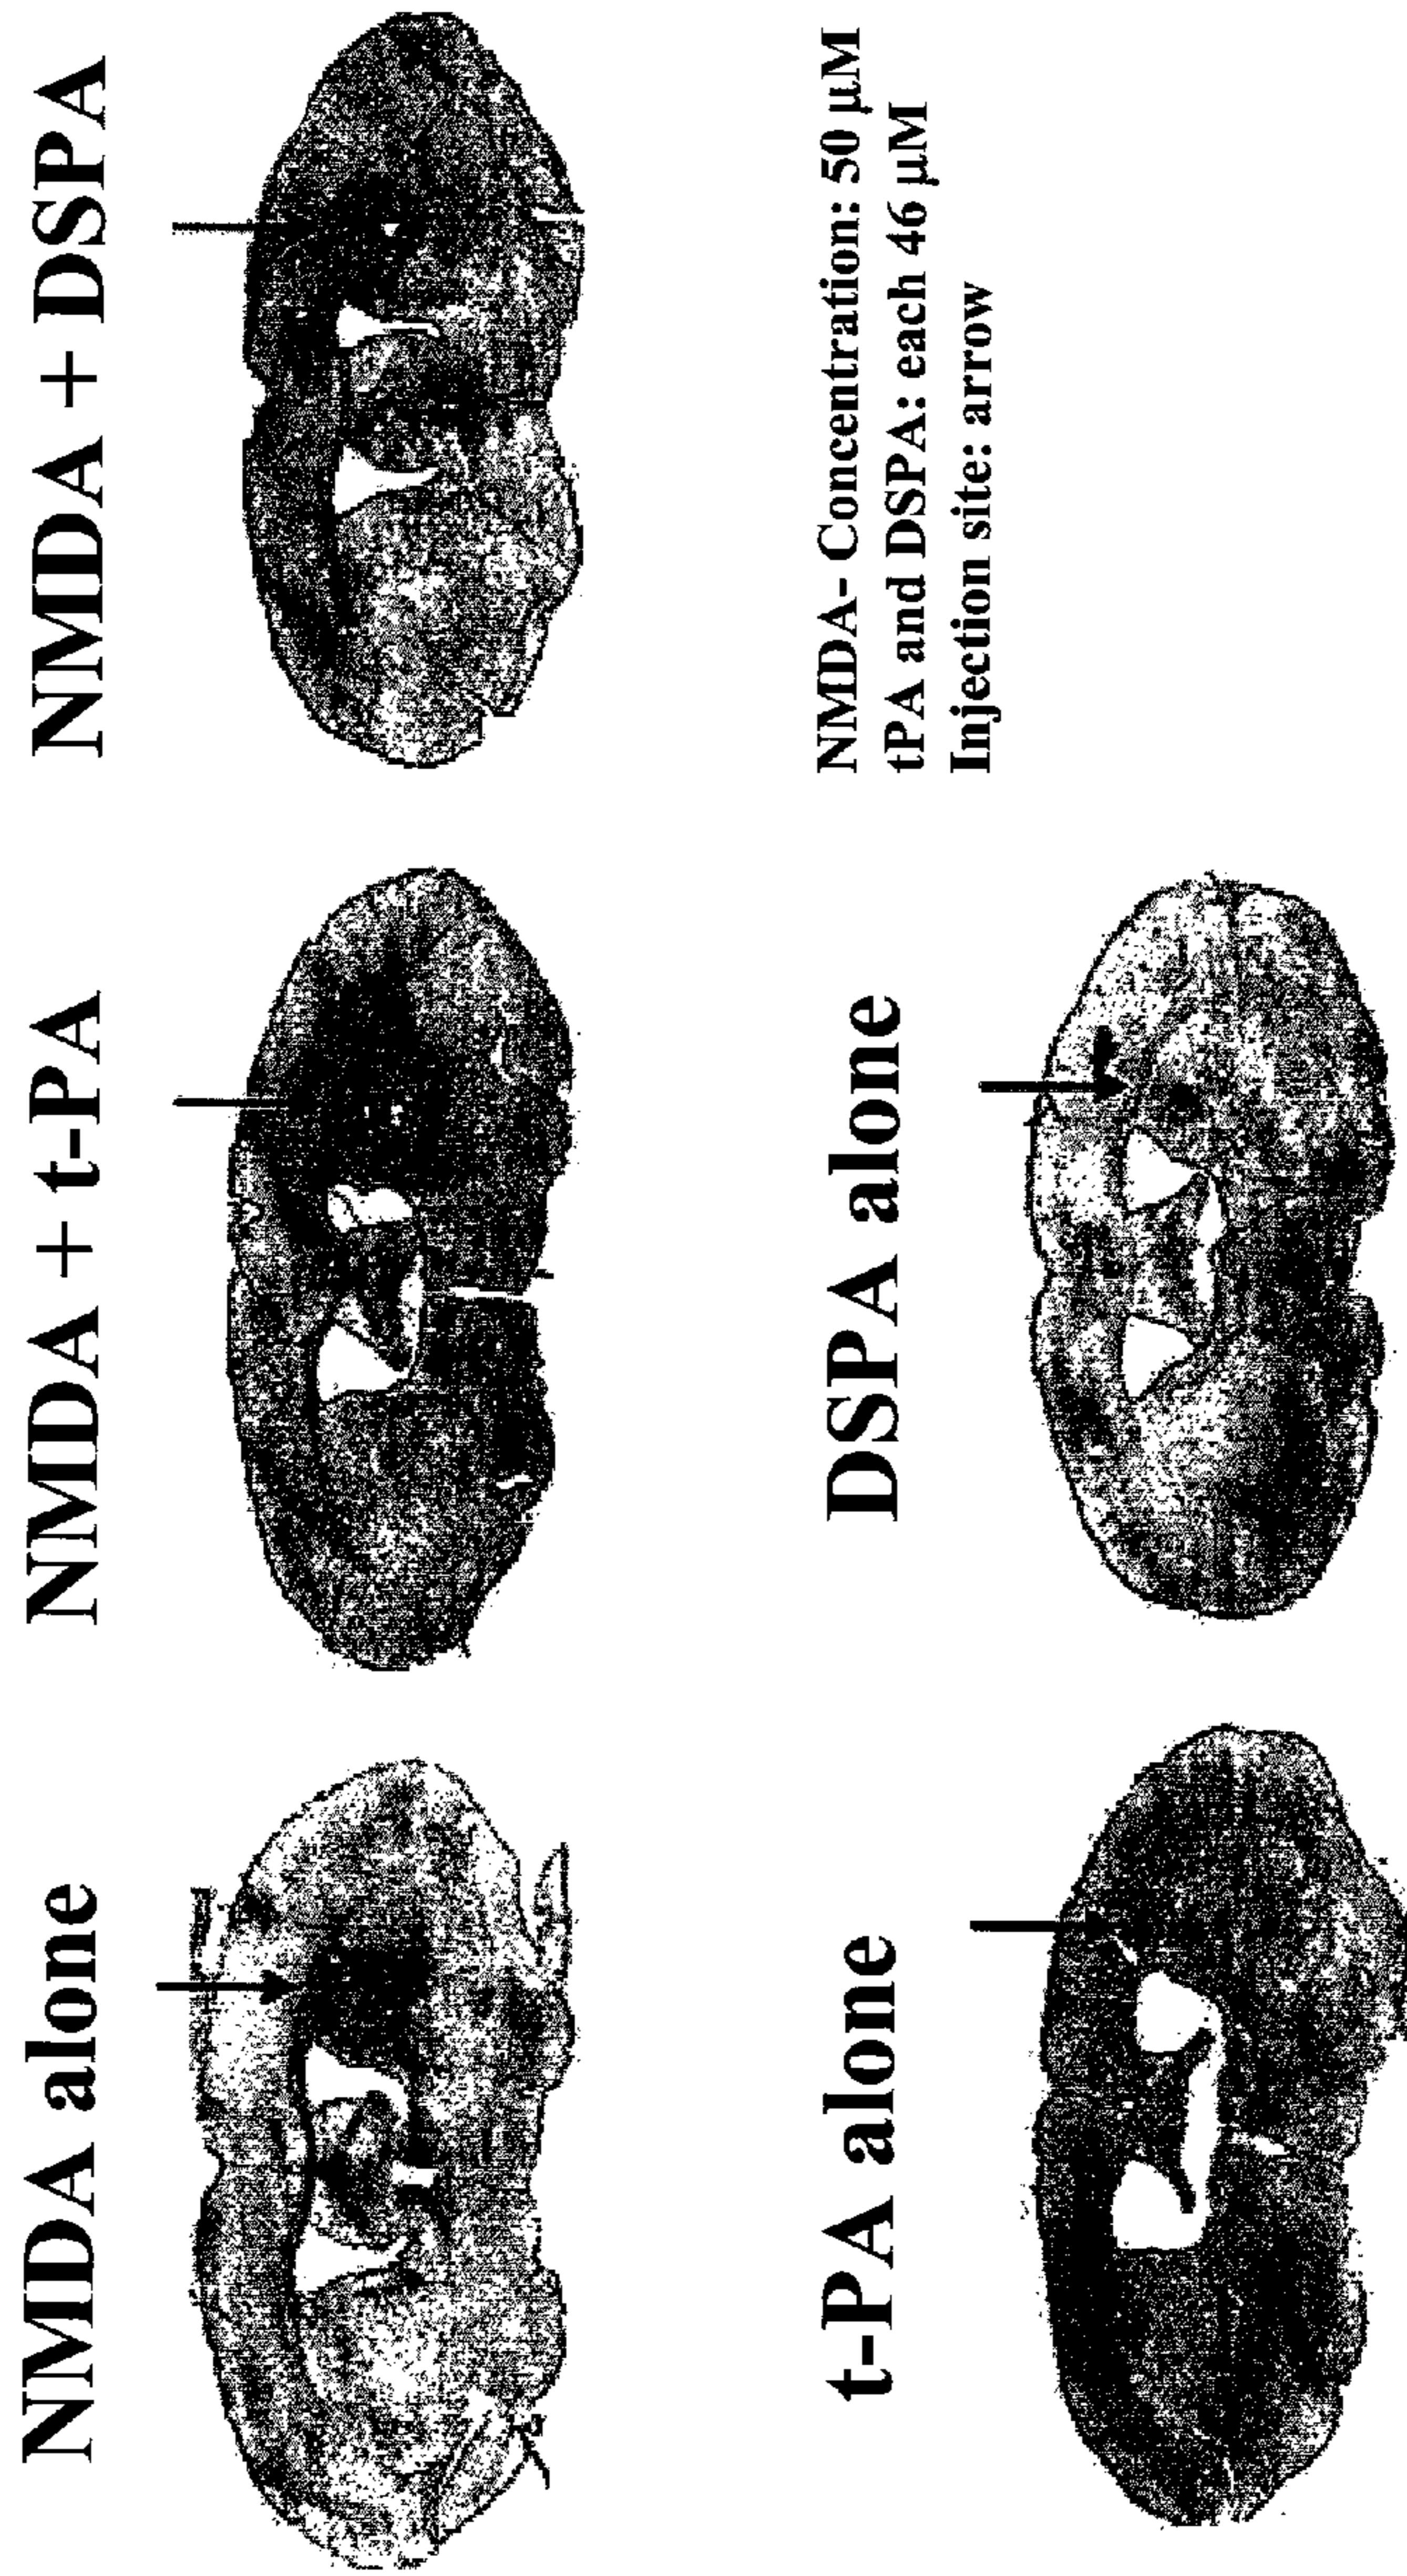 NMDA alone
NMDA + t-PA
NMDA + DSPA
t-PA alone
DSPA alone
NMDA- Concentration: 50 µM
tPA and DSPA: each 46 µM
Injection site: arrow